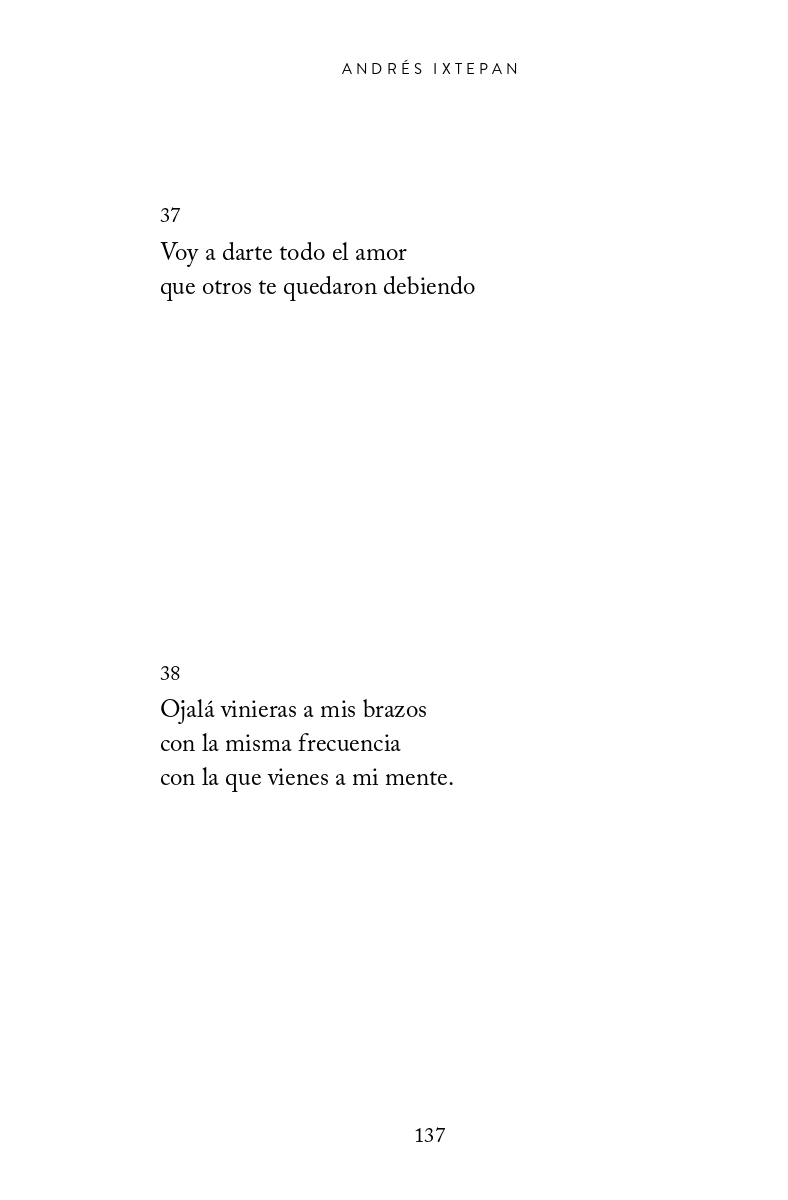 ANDRÉS IXTEPAN
37
Voy a darte todo el amor
que otros te quedaron debiendo
38
Ojalá vinieras a mis brazos
con la misma frecuencia
con la que vienes a mi mente.
137